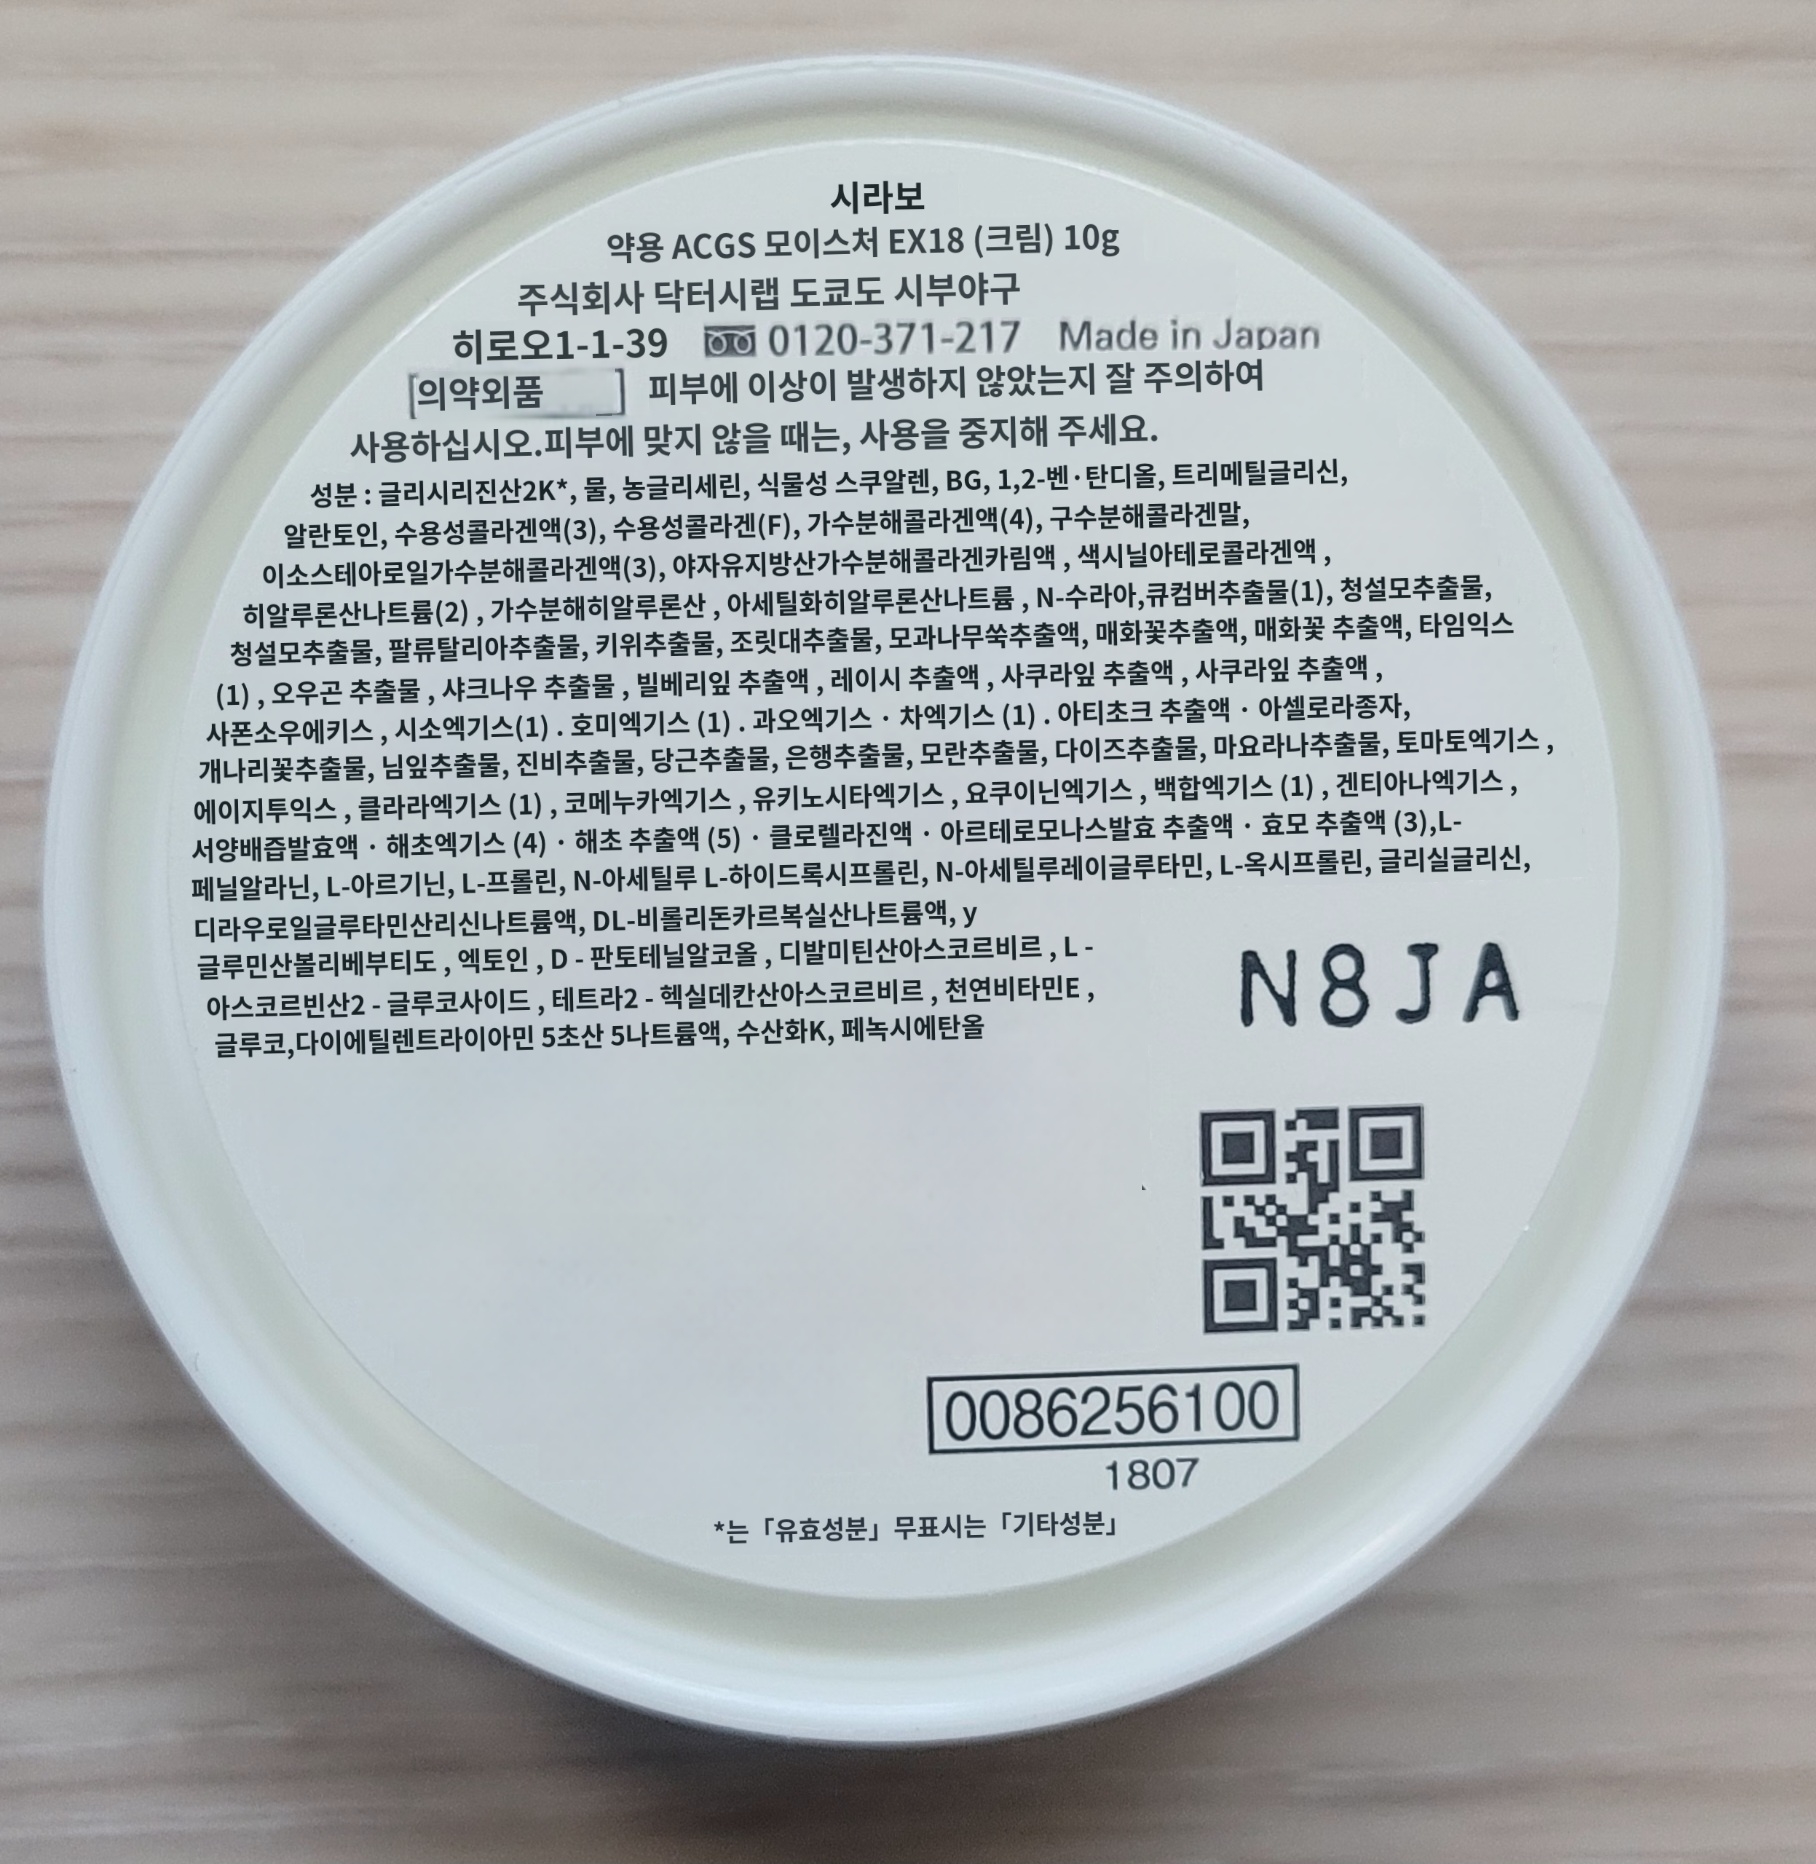 시라보
약용 ACGS 모이스처 EX18 (크림) 10g
주식회사 닥터시랩 도쿄도 시부야구
히로오1-1-39 0120-371-217 Made in Japan
[의약외품 ] 피부에 이상이 발생하지 않았는지 잘 주의하여
사용하십시오.피부에 맞지 않을 때는, 사용을 중지해 주세요.
성분 : 글리시리진산2K*, 물, 농글리세린, 식물성 스쿠알렌, BG, 1,2-벤·탄디올, 트리메틸글리신,
알란토인, 수용성콜라겐액(3), 수용성콜라겐(F), 가수분해콜라겐액(4), 구수분해콜라겐말,
이소스테아로일가수분해콜라겐액(3), 야자유지방산가수분해콜라겐카림액 , 색시닐아테로콜라겐액 ,
히알루론산나트륨(2) , 가수분해히알루론산 , 아세틸화히알루론산나트륨 , N-수라아,큐컴버추출물(1), 청설모추출물,
청설모추출물, 팔류탈리아추출물, 키위추출물, 조릿대추출물, 모과나무쑥추출액, 매화꽃추출액, 매화꽃 추출액, 타임익스
(1) , 오우곤 추출물 , 샤크나우 추출물 , 빌베리잎 추출액 , 레이시 추출액 , 사쿠라잎 추출액 , 사쿠라잎 추출액 ,
사폰소우에키스 , 시소엑기스(1) . 호미엑기스 (1) . 과오엑기스 · 차엑기스 (1) . 아티초크 추출액 · 아셀로라종자,
개나리꽃추출물, 님잎추출물, 진비추출물, 당근추출물, 은행추출물, 모란추출물, 다이즈추출물, 마요라나추출물, 토마토엑기스 ,
에이지투익스 , 클라라엑기스 (1) , 코메누카엑기스 , 유키노시타엑기스 , 요쿠이닌엑기스 , 백합엑기스 (1) , 겐티아나엑기스 ,
서양배즙발효액 · 해초엑기스 (4) · 해초 추출액 (5) · 클로렐라진액 · 아르테로모나스발효 추출액 · 효모 추출액 (3),L-
페닐알라닌, L-아르기닌, L-프롤린, N-아세틸루 L-하이드록시프롤린, N-아세틸루레이글루타민, L-옥시프롤린, 글리실글리신,
디라우로일글루타민산리신나트륨액, DL-비롤리돈카르복실산나트륨액, y
글루민산볼리베부티도 , 엑토인 , D - 판토테닐알코올 , 디발미틴산아스코르비르 , L -
아스코르빈산2 - 글루코사이드 , 테트라2 - 헥실데칸산아스코르비르 , 천연비타민E ,
글루코,다이에틸렌트라이아민 5초산 5나트륨액, 수산화K, 페녹시에탄올
N8JA
0086256100
1807
*는「유효성분」무표시는「기타성분」